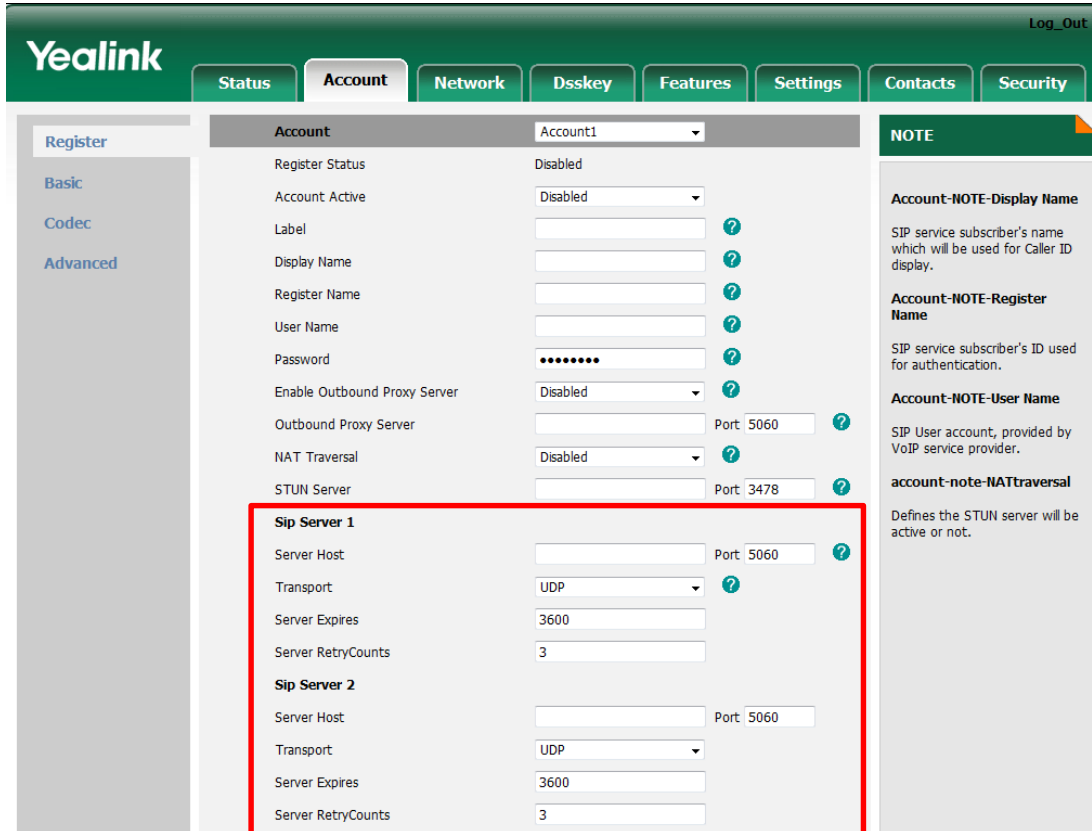 Log_Out
Yealink
Status Account Network Dsskey Features Settings Contacts Security
Register
Basic
Codec
Advanced
Account Account1
Register Status Disabled
Account Active Disabled
Label ?
Display Name ?
Register Name ?
User Name ?
Password •••••••• ?
Enable Outbound Proxy Server Disabled ?
Outbound Proxy Server Port 5060 ?
NAT Traversal Disabled ?
STUN Server Port 3478 ?
Sip Server 1
Server Host Port 5060 ?
Transport UDP ?
Server Expires 3600
Server RetryCounts 3
Sip Server 2
Server Host Port 5060
Transport UDP
Server Expires 3600
Server RetryCounts 3
NOTE
Account-NOTE-Display Name
SIP service subscriber's name
which will be used for Caller ID
display.
Account-NOTE-Register
Name
SIP service subscriber's ID used
for authentication.
Account-NOTE-User Name
SIP User account, provided by
VoIP service provider.
account-note-NATtraversal
Defines the STUN server will be
active or not.